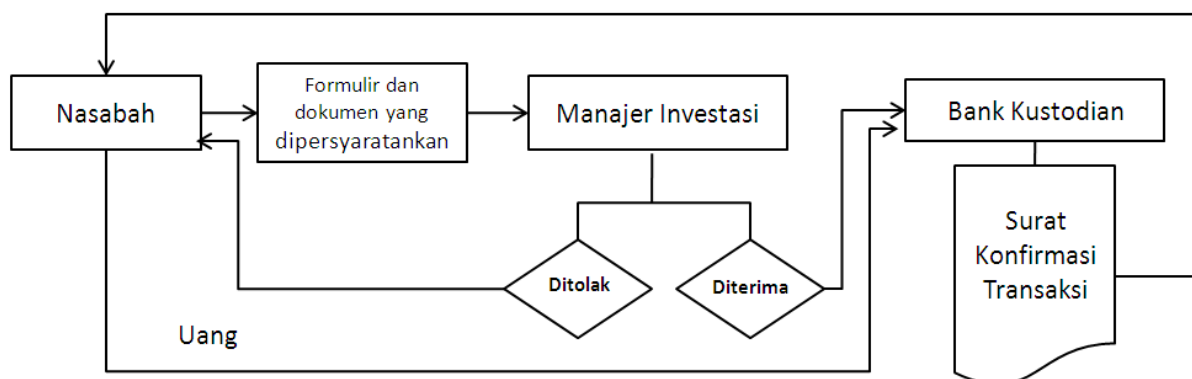 Nasabah
Formulir dan
dokumen yang
dipersyaratankan
Manajer Investasi
Bank Kustodian
Ditolak
Diterima
Surat
Konfirmasi
Transaksi
Uang